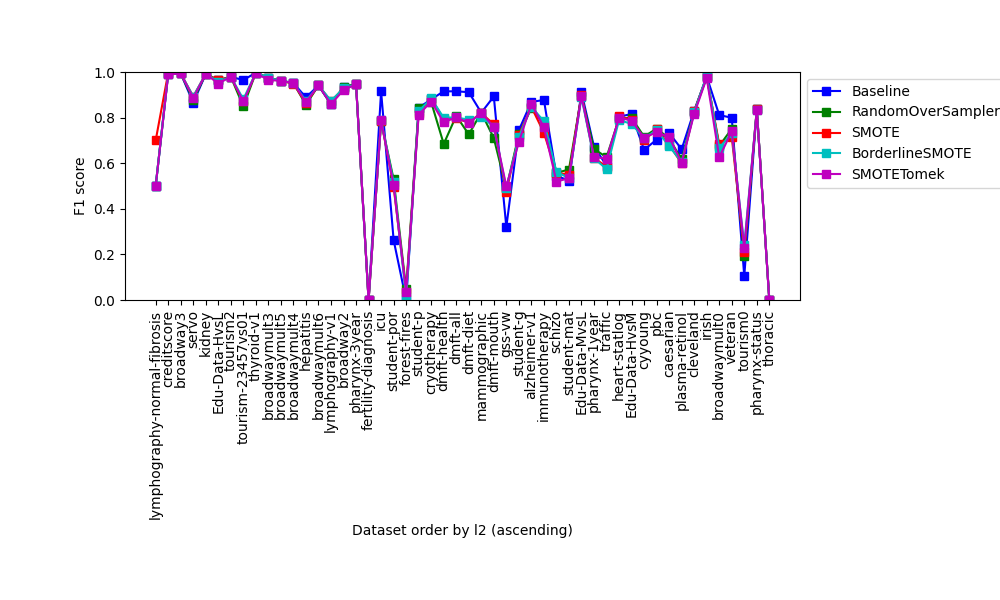 1.0
0.8
0.6
0.4
0.2
0.0
F1 score
Baseline
RandomOverSampler
SMOTE
BorderlineSMOTE
SMOTETomek
lymphography-normal-fibrosis
creditscore
broadway3
servo
kidney
Edu-Data-HvsL
tourism2
tourism-23457vs01
thyroid-v1
broadwaymult3
broadwaymult5
broadwaymult4
hepatitis
broadwaymult6
lymphography-v1
broadway2
pharynx-3year
fertility-diagnosis
icu
student-por
forest-fires
student-p
cryotherapy
dmft-health
dmft-all
dmft-diet
mammographic
dmft-mouth
gss-vw
student-g
alzheimer-v1
immunotherapy
schizo
student-mat
Edu-Data-MvsL
pharynx-1year
traffic
heart-statlog
Edu-Data-HvsM
cyyoung
pbc
caesarian
plasma-retinol
cleveland
irish
broadwaymult0
veteran
tourism0
pharynx-status
thoracic
Dataset order by l2 (ascending)